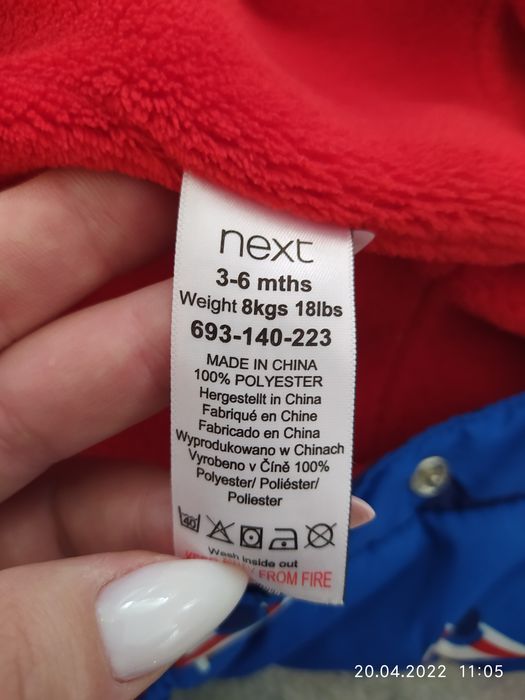 next
3-6 mths
Weight 8kgs 18lbs
693-140-223
MADE IN CHINA
100% POLYESTER
Hergestellt in China
Fabriqué en Chine
Fabricado en China
Wyprodukowano w Chinach
Vyrobeno v Číně 100%
Polyester/ Poliéster/
Poliester
40
Wash inside out
KEEP AWAY FROM FIRE
20.04.2022 11:05